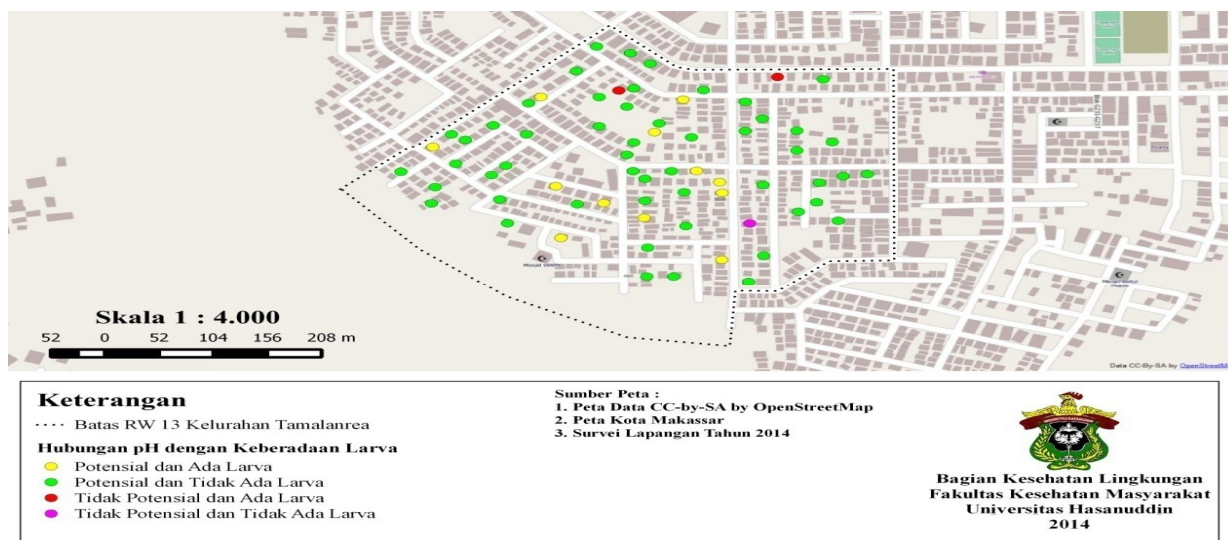 Masjid Wihdah
Skala 1 : 4.000
52 0 52 104 156 208 m
Data CC-By-SA by OpenStreetMa
Keterangan
Batas RW 13 Kelurahan Tamalanrea
Hubungan pH dengan Keberadaan Larva
Potensial dan Ada Larva
Potensial dan Tidak Ada Larva
Tidak Potensial dan Ada Larva
Tidak Potensial dan Tidak Ada Larva
Sumber Peta :
1. Peta Data CC-by-SA by OpenStreetMap
2. Peta Kota Makassar
3. Survei Lapangan Tahun 2014
Bagian Kesehatan Lingkungan
Fakultas Kesehatan Masyarakat
Universitas Hasanuddin
2014